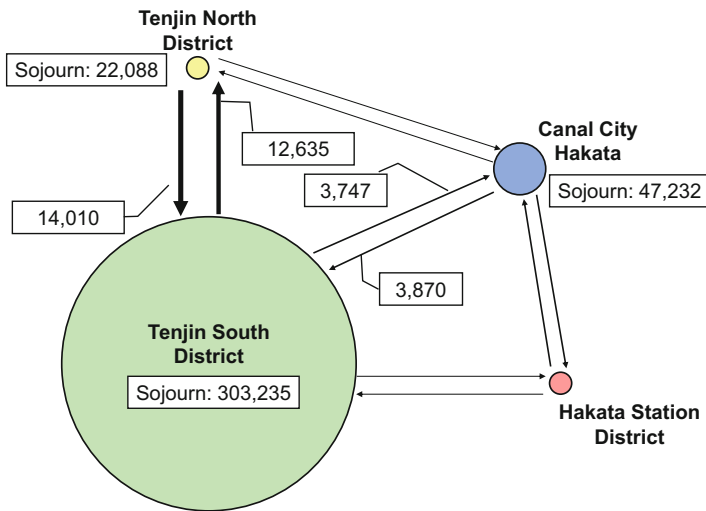 Tenjin North
District
Sojourn: 22,088
12,635
Canal City
Hakata
3,747
Sojourn: 47,232
14,010
3,870
Tenjin South
District
Sojourn: 303,235
Hakata Station
District